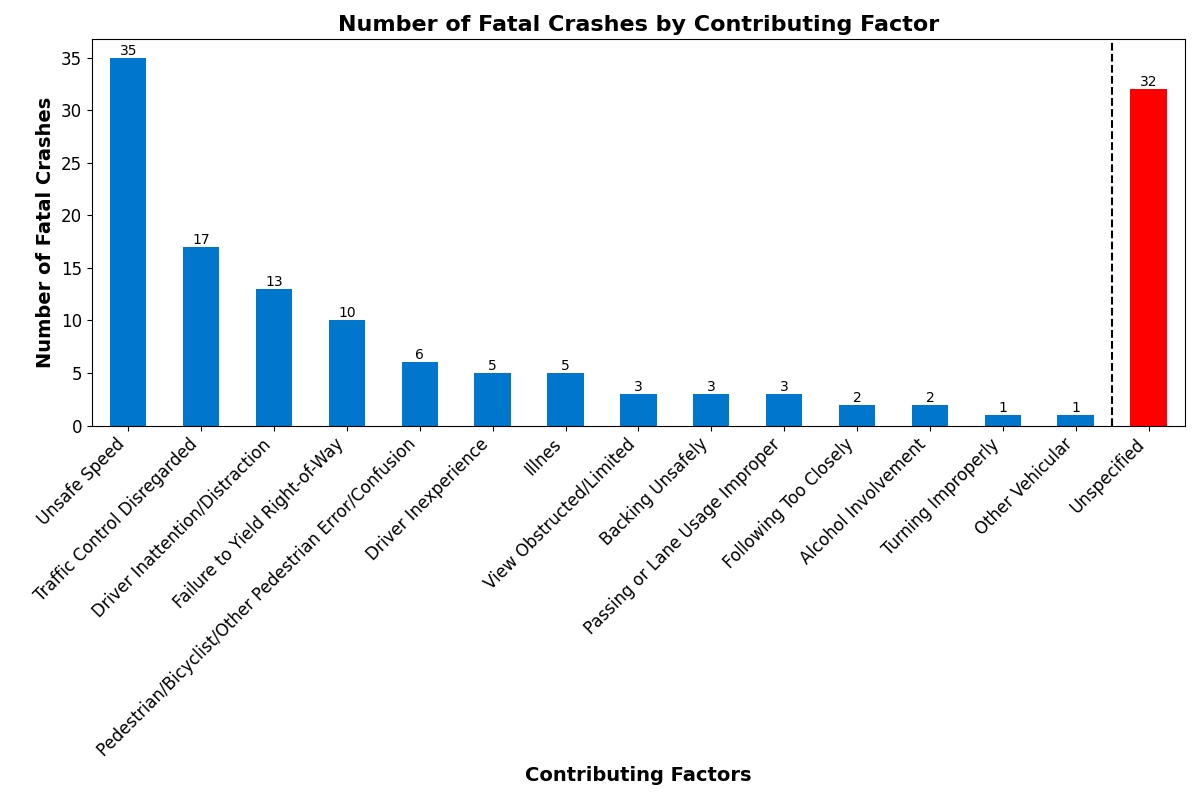 Number of Fatal Crashes by Contributing Factor
Number of Fatal Crashes
35
30
25
20
15
10
5
0
35
17
13
10
6
5
5
3
3
3
2
2
1
1
32
Unsafe Speed
Traffic Control Disregarded
Driver Inattention/Distraction
Failure to Yield Right-of-Way
Pedestrian/Bicyclist/Other Pedestrian Error/Confusion
Driver Inexperience
Illnes
View Obstructed/Limited
Backing Unsafely
Passing or Lane Usage Improper
Following Too Closely
Alcohol Involvement
Turning Improperly
Other Vehicular
Unspecified
Contributing Factors